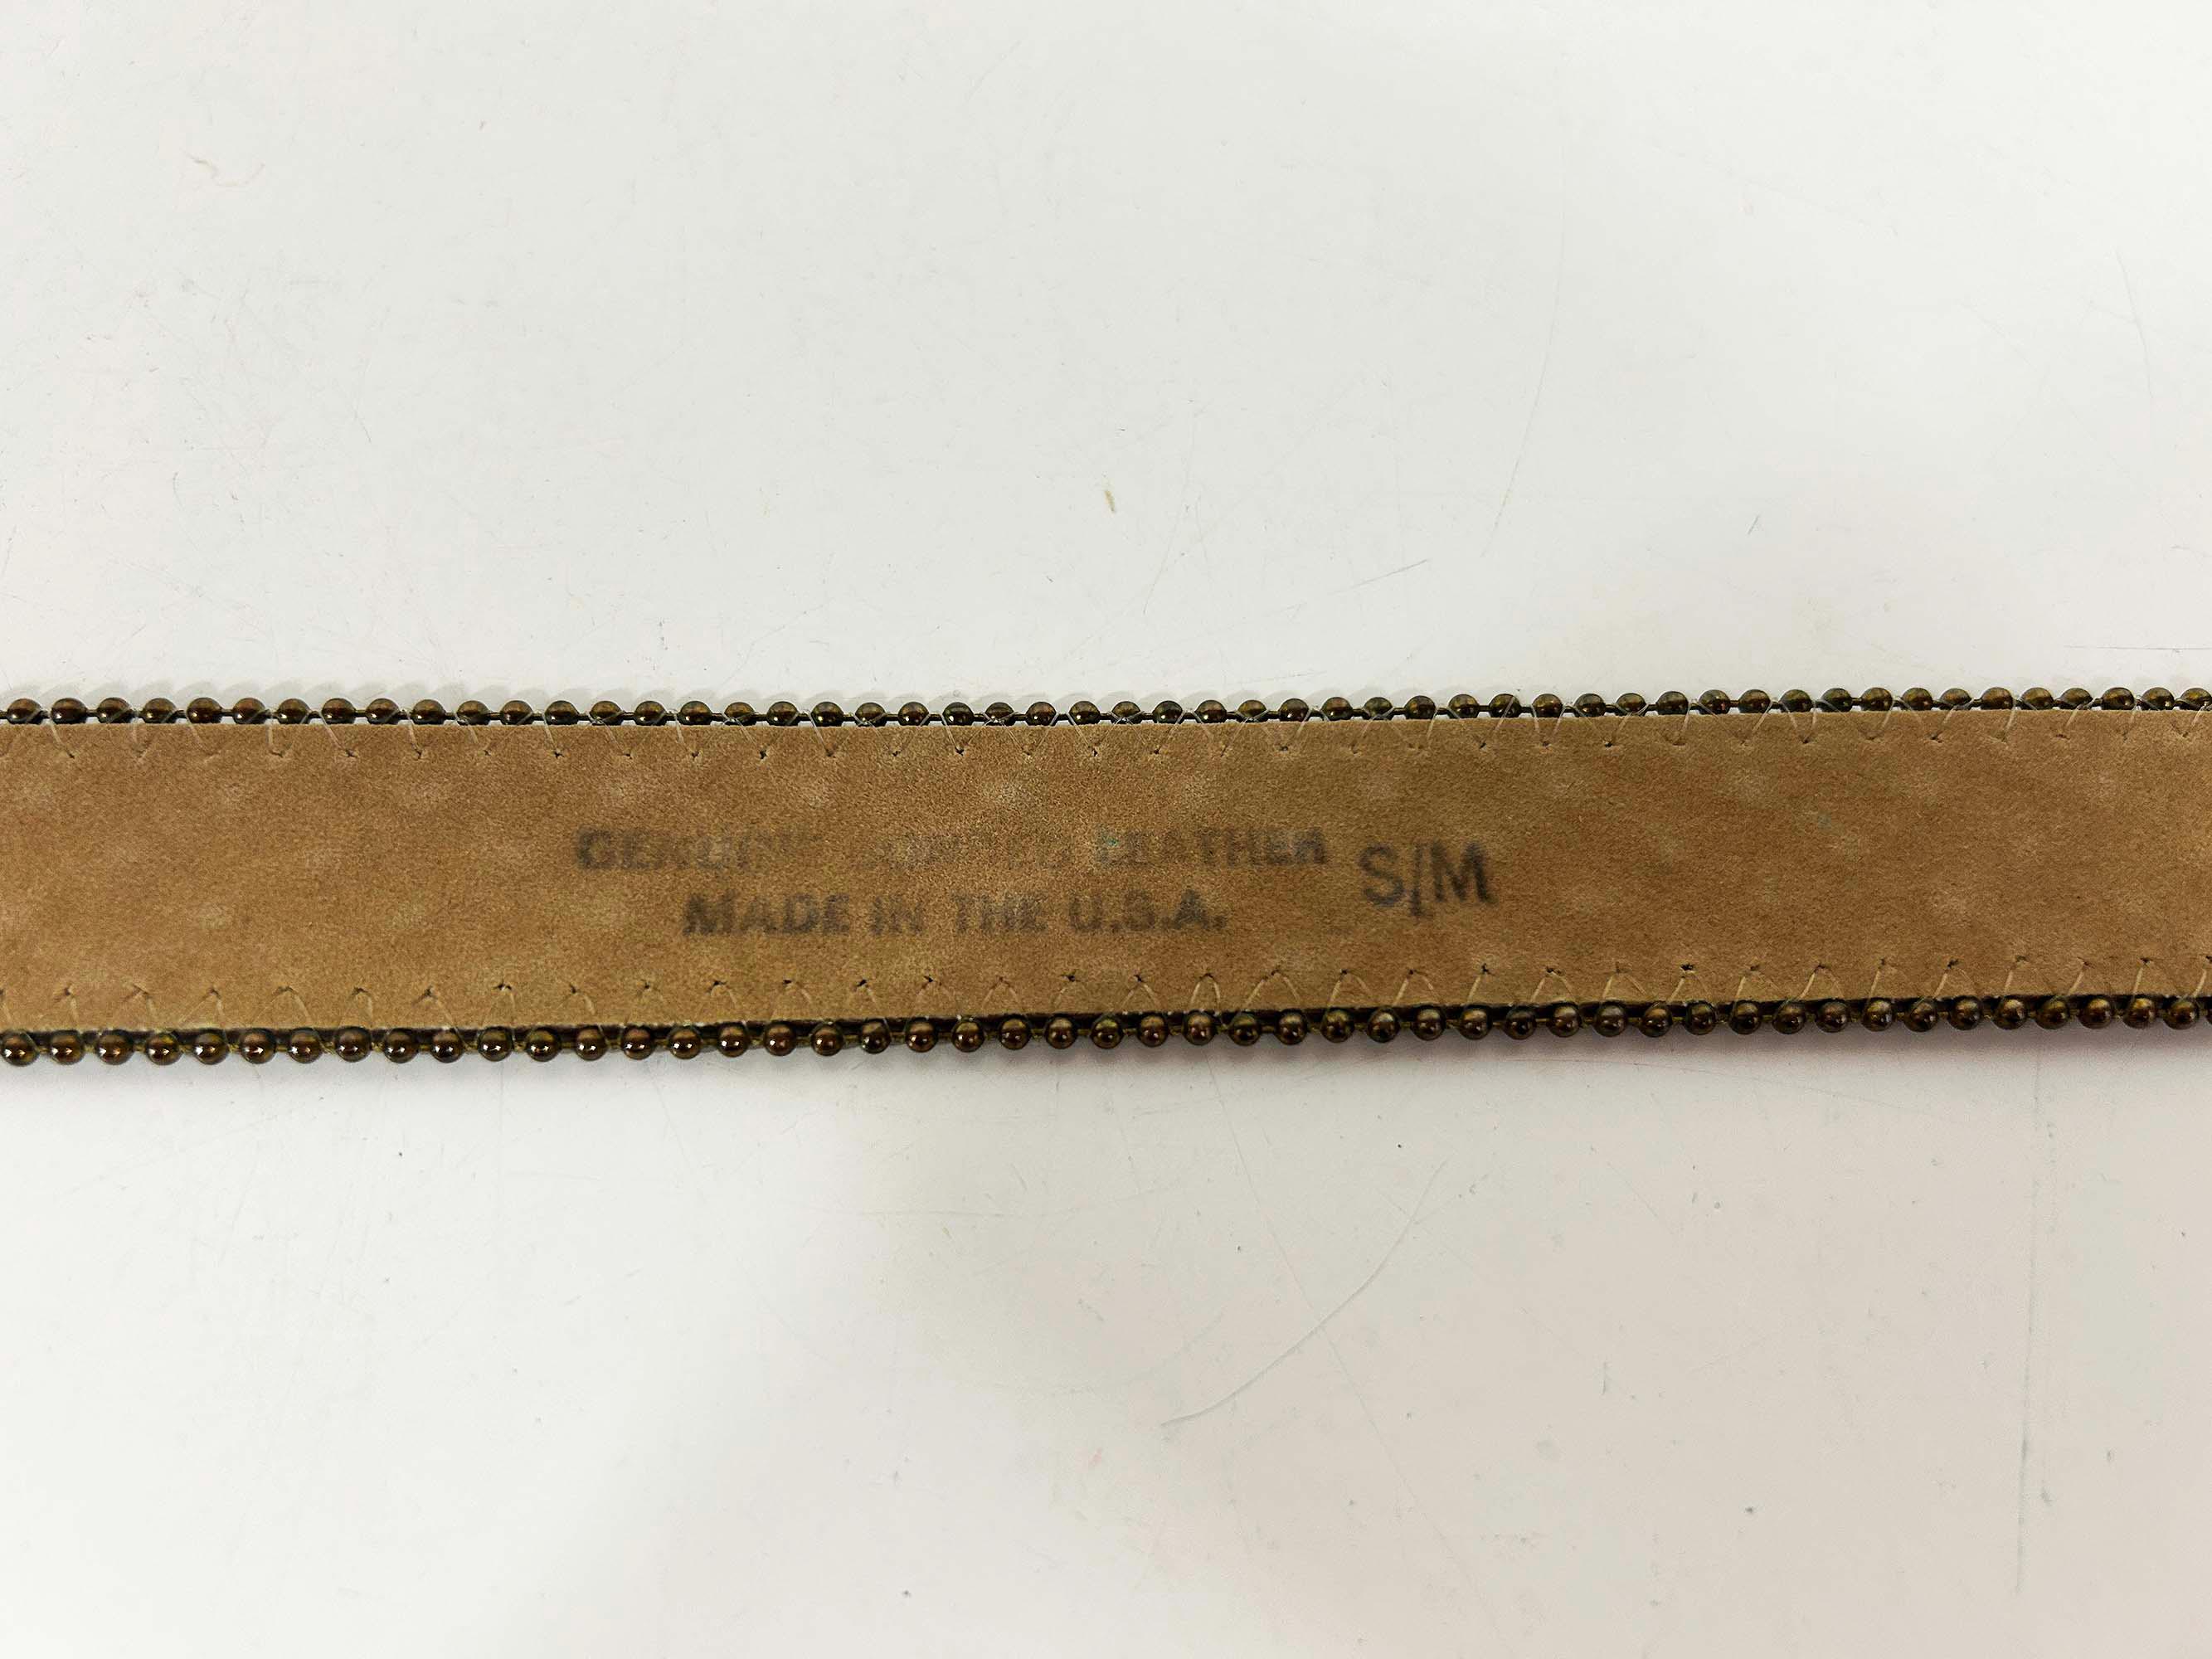 GENUINE LEATHER S/M
MADE IN THE U.S.A.